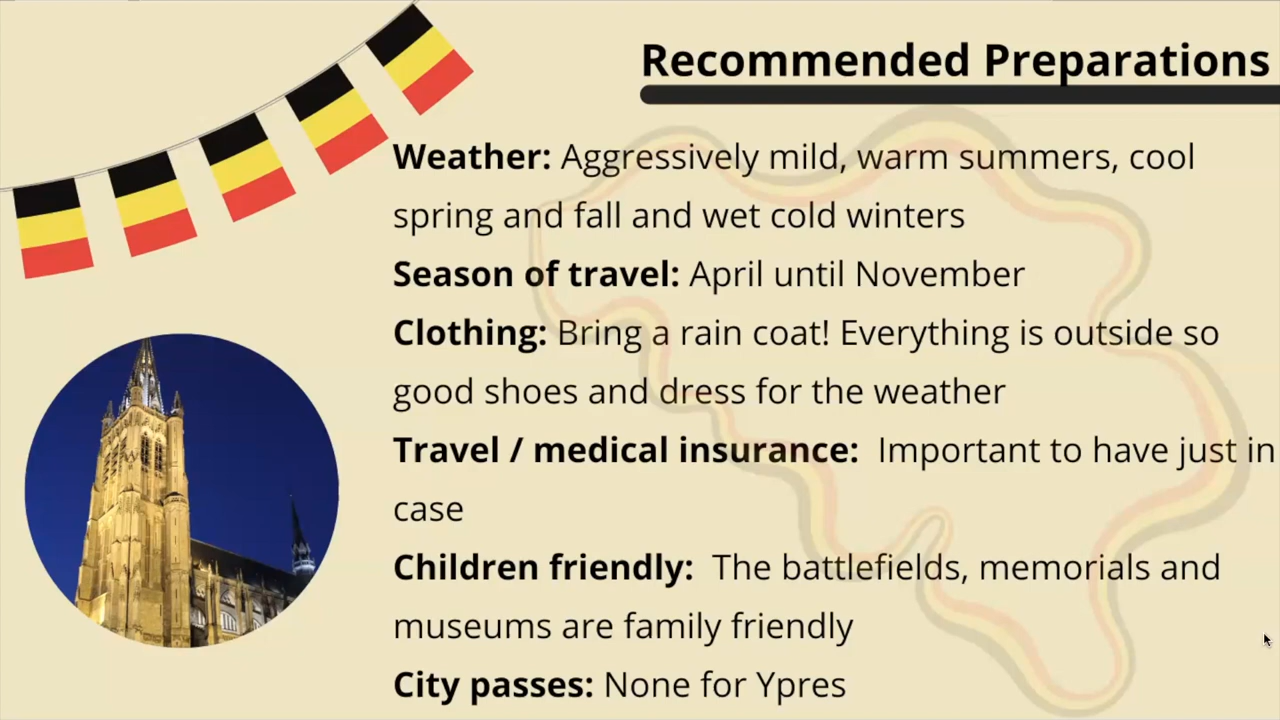 Recommended Preparations
Weather: Aggressively mild, warm summers, cool
spring and fall and wet cold winters
Season of travel: April until November
Clothing: Bring a rain coat! Everything is outside so
good shoes and dress for the weather
Travel / medical insurance: Important to have just in
case
Children friendly: The battlefields, memorials and
museums are family friendly
City passes: None for Ypres